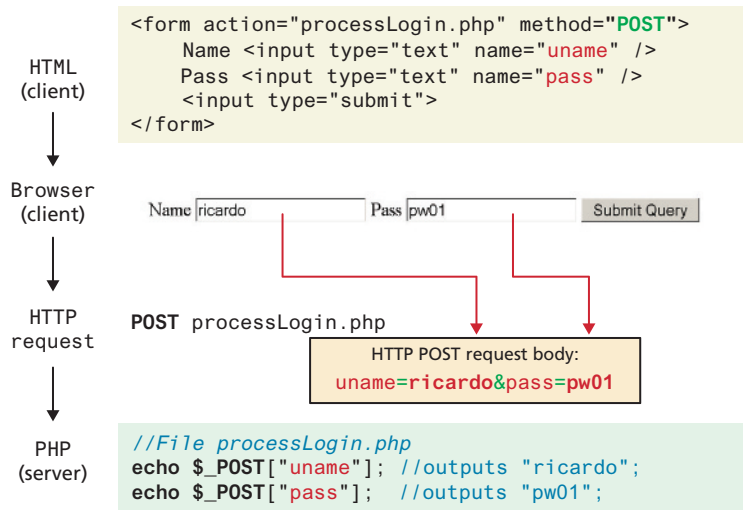 <form action="processLogin.php" method="POST">
Name <input type="text" name="uname" />
Pass <input type="text" name="pass" />
<input type="submit">
</form>
HTML
(client)
Browser
(client)
Name ricardo Pass pw01 Submit Query
HTTP
request
POST processLogin.php
HTTP POST request body:
uname=ricardo&pass=pw01
PHP
(server)
//File processLogin.php
echo $_POST["uname"]; //outputs "ricardo";
echo $_POST["pass"]; //outputs "pw01";